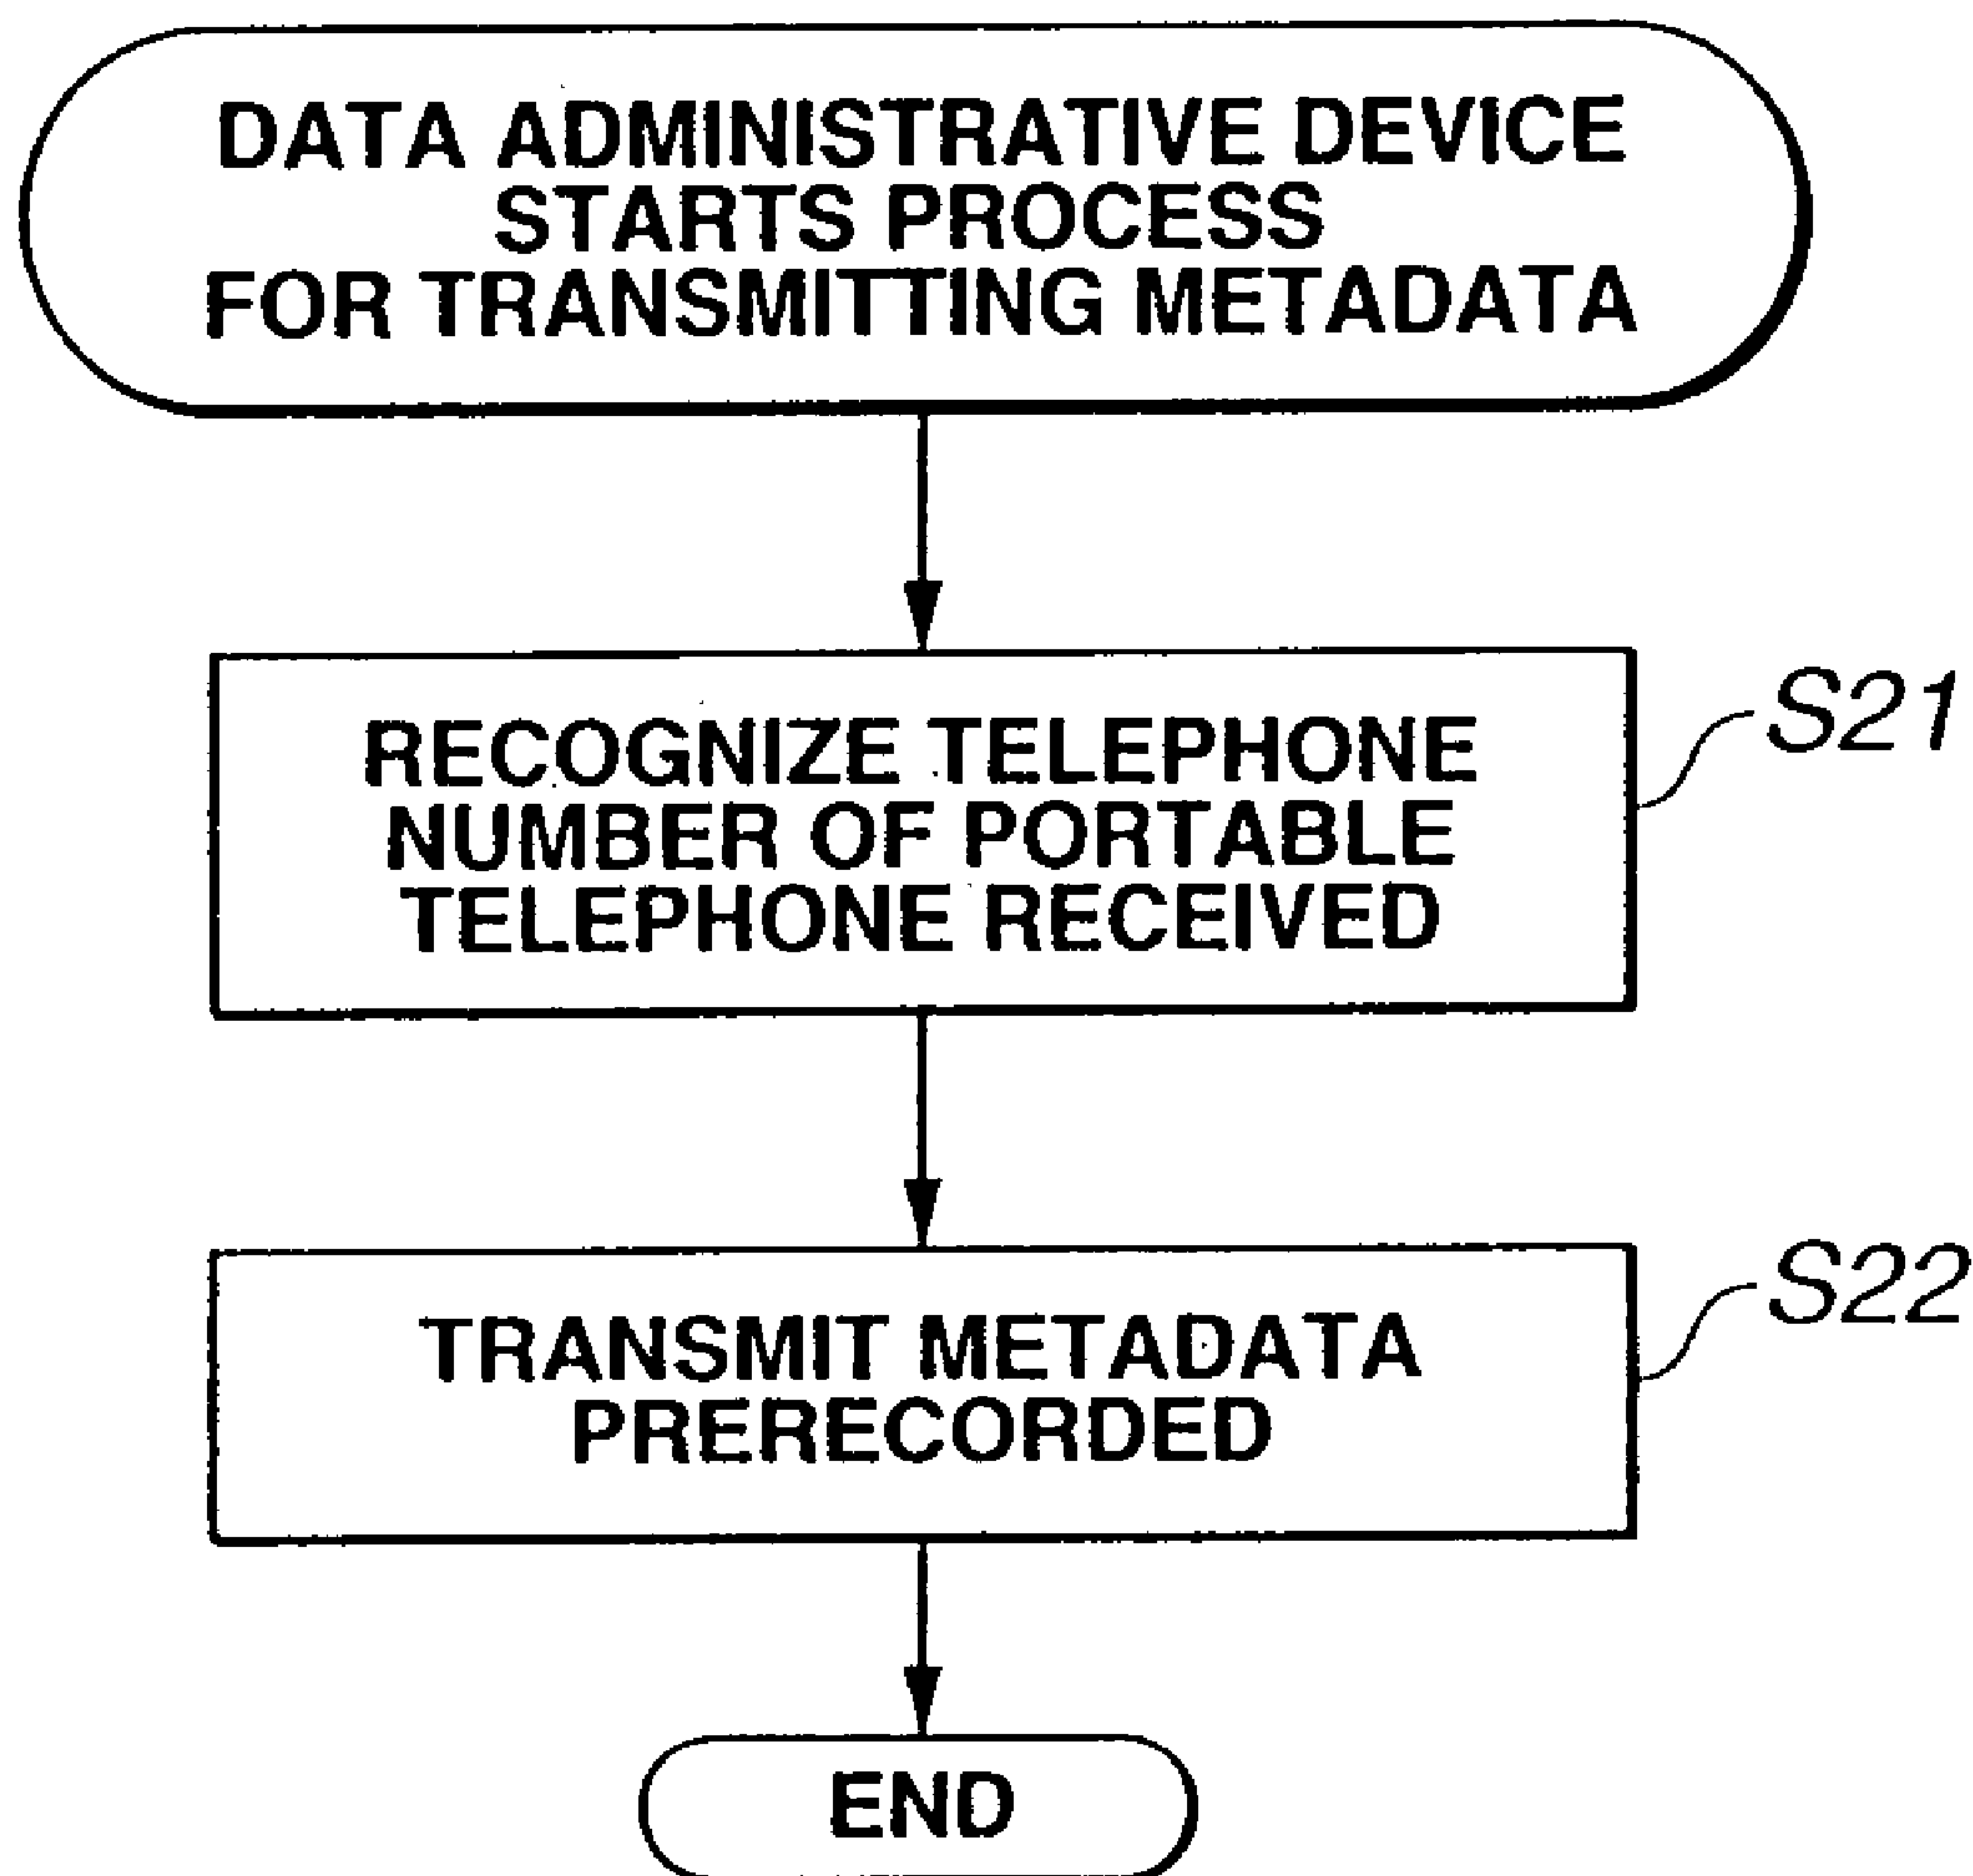 DATA ADMINISTRATIVE DEVICE
STARTS PROCESS
FOR TRANSMITTING METADATA
RECOGNIZE TELEPHONE
NUMBER OF PORTABLE
TELEPHONE RECEIVED
S21
TRANSMIT METADATA
PRERECORDED
S22
END